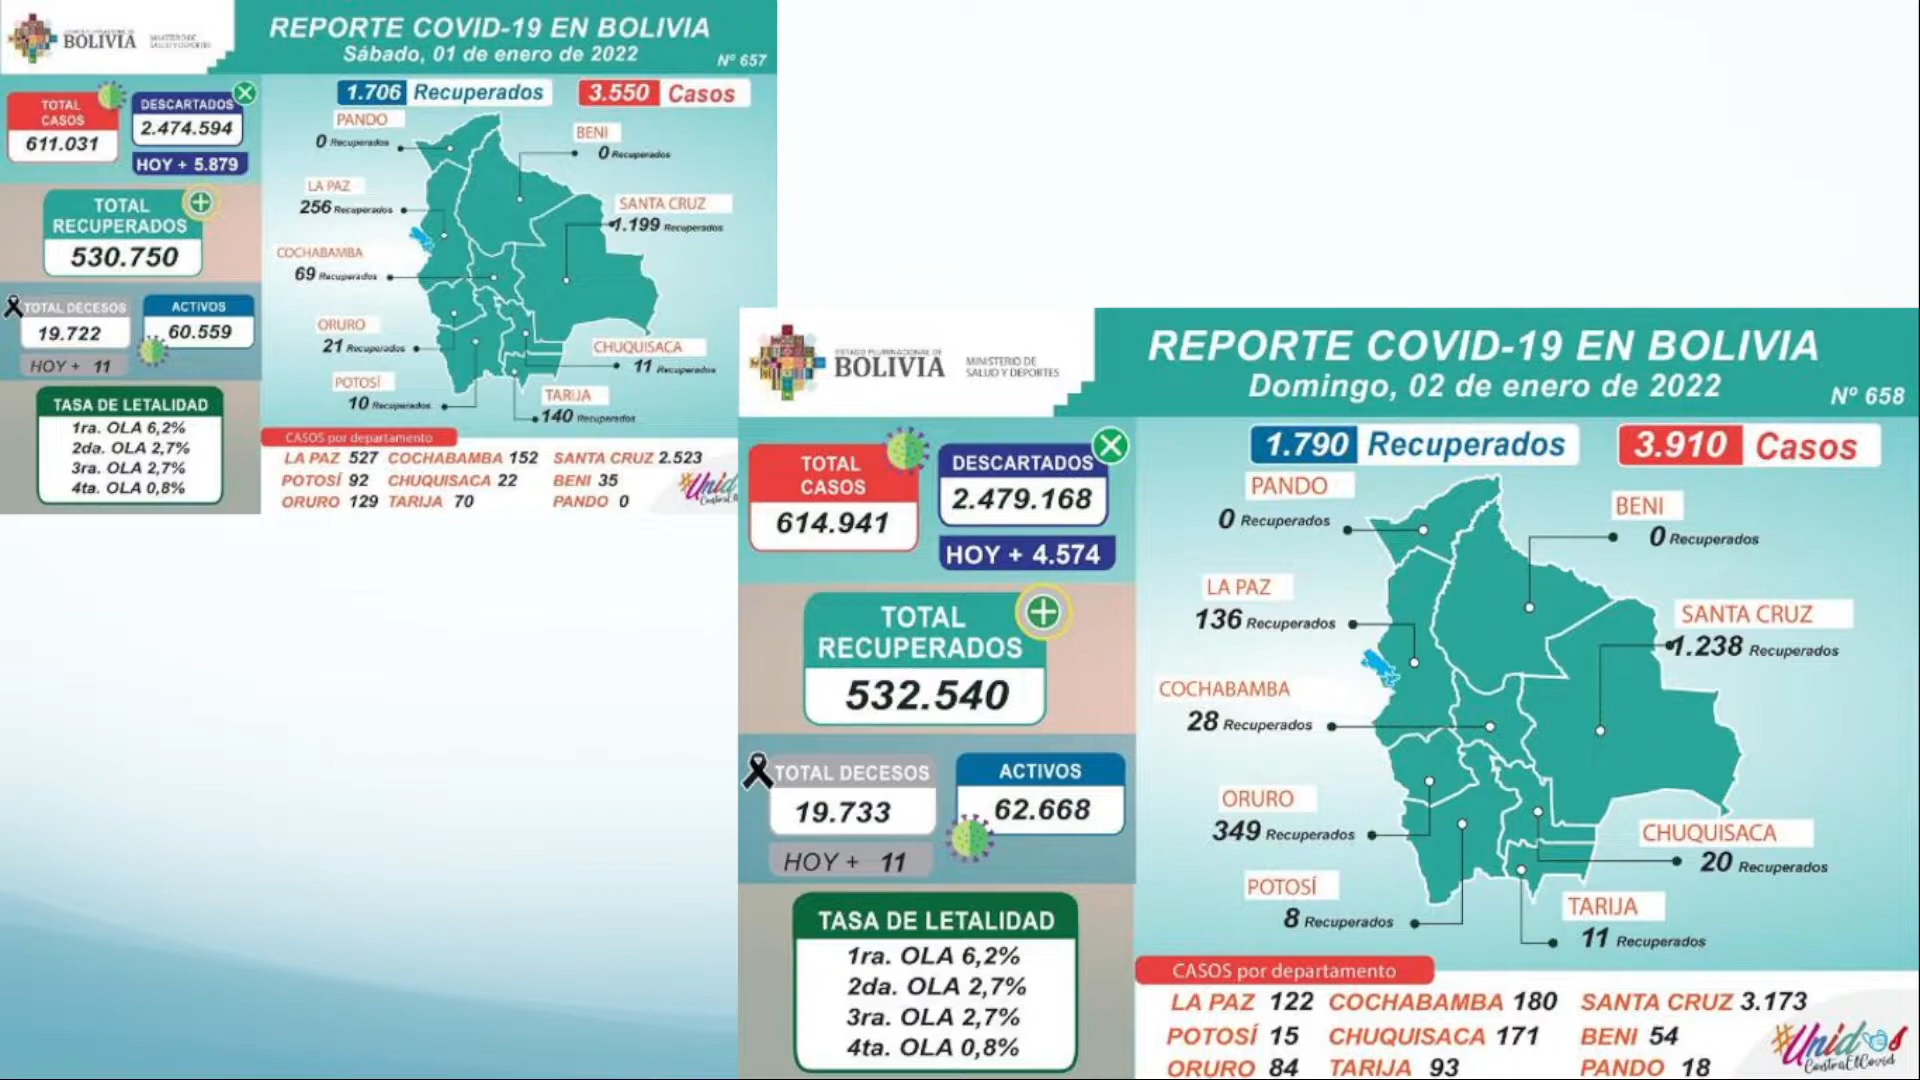 BOLIVIA
MINISTERIO DE
SALUD Y DEPORTES
REPORTE COVID-19 EN BOLIVIA
Sábado, 01 de enero de 2022
Nº 657
TOTAL
CASOS
611.031
DESCARTADOS
2.474.594
HOY + 5.879
TOTAL
RECUPERADOS
530.750
TOTAL DECESOS
19.722
HOY + 11
ACTIVOS
60.559
TASA DE LETALIDAD
1ra. OLA 6,2%
2da. OLA 2,7%
3ra. OLA 2,7%
4ta. OLA 0,8%
1.706 Recuperados
3.550 Casos
PANDO
0 Recuperados
BENI
0 Recuperados
LA PAZ
256 Recuperados
SANTA CRUZ
1.199 Recuperados
COCHABAMBA
69 Recuperados
ORURO
21 Recuperados
CHUQUISACA
11 Recuperados
POTOSÍ
10 Recuperados
TARIJA
140 Recuperados
CASOS por departamento
LA PAZ 527 COCHABAMBA 152 SANTA CRUZ 2.523
POTOSÍ 92 CHUQUISACA 22 BENI 35
ORURO 129 TARIJA 70 PANDO 0
ESTADO PLURINACIONAL DE
BOLIVIA
MINISTERIO DE
SALUD Y DEPORTES
REPORTE COVID-19 EN BOLIVIA
Domingo, 02 de enero de 2022
Nº 658
TOTAL
CASOS
614.941
DESCARTADOS
2.479.168
HOY + 4.574
TOTAL
RECUPERADOS
532.540
TOTAL DECESOS
19.733
HOY + 11
ACTIVOS
62.668
TASA DE LETALIDAD
1ra. OLA 6,2%
2da. OLA 2,7%
3ra. OLA 2,7%
4ta. OLA 0,8%
1.790 Recuperados
3.910 Casos
PANDO
0 Recuperados
BENI
0 Recuperados
LA PAZ
136 Recuperados
SANTA CRUZ
1.238 Recuperados
COCHABAMBA
28 Recuperados
ORURO
349 Recuperados
CHUQUISACA
20 Recuperados
POTOSÍ
8 Recuperados
TARIJA
11 Recuperados
CASOS por departamento
LA PAZ 122 COCHABAMBA 180 SANTA CRUZ 3.173
POTOSÍ 15 CHUQUISACA 171 BENI 54
ORURO 84 TARIJA 93 PANDO 18
#Unidos
ContraElCovid